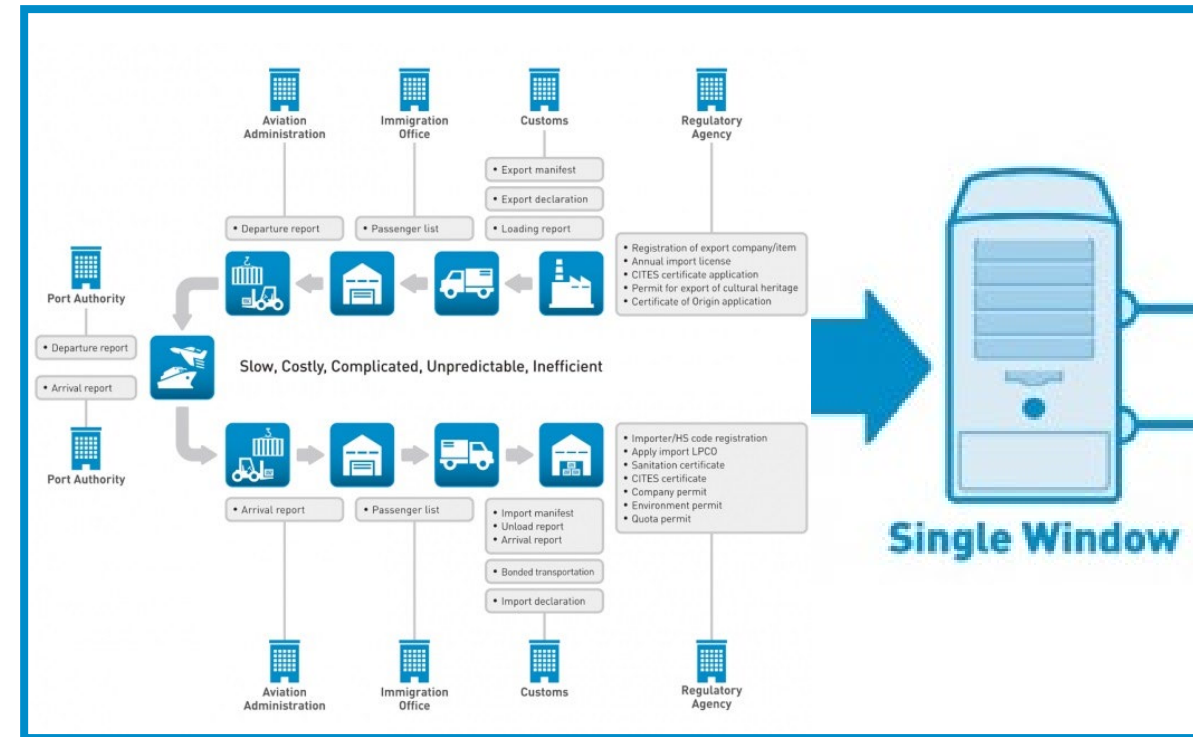 Aviation
Administration
Immigration
Office
Customs
Regulatory
Agency
• Export manifest
• Export declaration
• Departure report
• Passenger list
• Loading report
• Registration of export company/item
• Annual import license
• CITES certificate application
• Permit for export of cultural heritage
• Certificate of Origin application
Port Authority
• Departure report
Slow, Costly, Complicated, Unpredictable, Inefficient
• Arrival report
Port Authority
• Importer/HS code registration
• Apply import LPCO
• Sanitation certificate
• CITES certificate
• Company permit
• Environment permit
• Quota permit
• Arrival report
• Passenger list
• Import manifest
• Unload report
• Arrival report
• Bonded transportation
• Import declaration
Aviation
Administration
Immigration
Office
Customs
Regulatory
Agency
Single Window